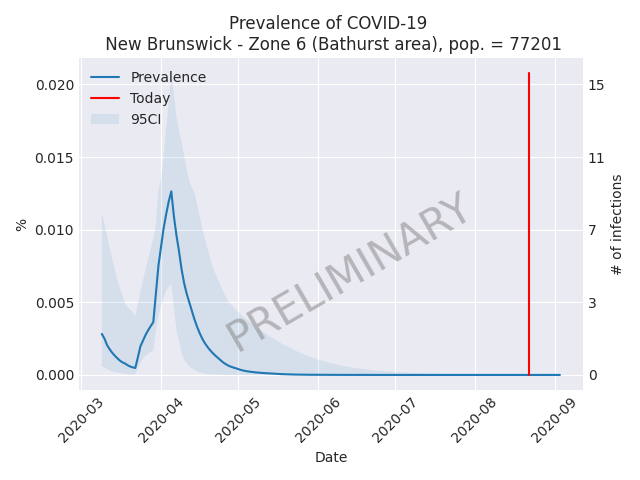 Prevalence of COVID-19
New Brunswick - Zone 6 (Bathurst area), pop. = 77201
Prevalence
Today
95CI
0.020
0.015
0.010
0.005
0.000
%
15
11
7
3
0
# of infections
PRELIMINARY
2020-03
2020-04
2020-05
2020-06
2020-07
2020-08
2020-09
Date